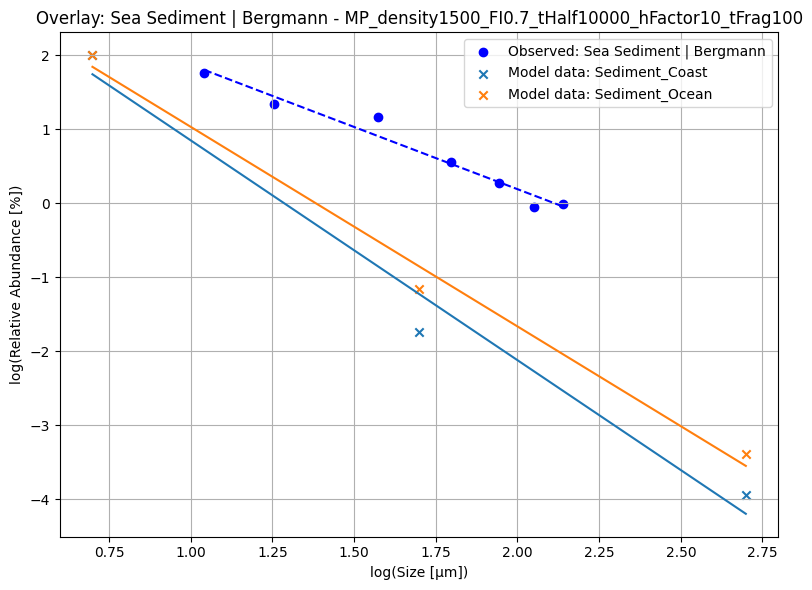 Overlay: Sea Sediment | Bergmann - MP_density1500_FI0.7_tHalf10000_hFactor10_tFrag100
Observed: Sea Sediment | Bergmann
Model data: Sediment_Coast
Model data: Sediment_Ocean
log(Relative Abundance [%])
2
1
0
−1
−2
−3
−4
0.75
1.00
1.25
1.50
1.75
2.00
2.25
2.50
2.75
log(Size [μm])